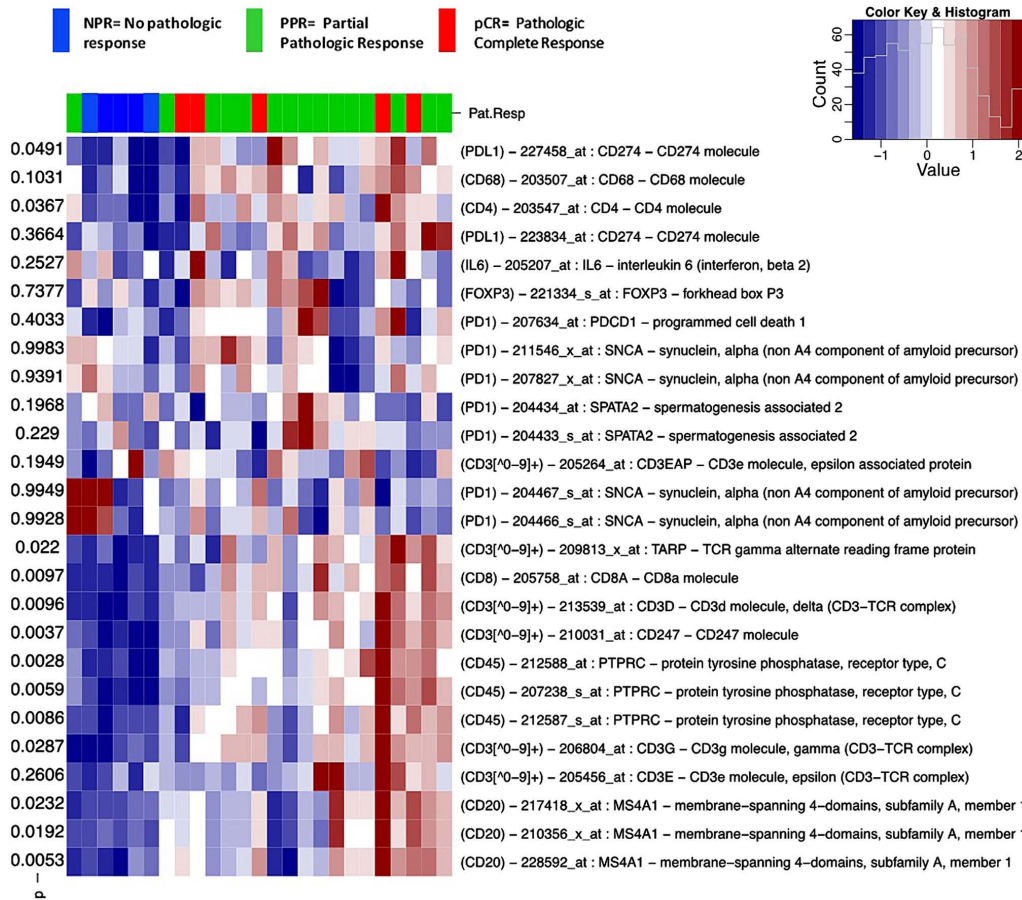 NPR= No pathologic
response
PPR= Partial
Pathologic Response
pCR= Pathologic
Complete Response
Color Key & Histogram
Count
0 20 40 60
−1 0 1 2
Value
Pat.Resp
0.0491 (PDL1) − 227458_at : CD274 − CD274 molecule
0.1031 (CD68) − 203507_at : CD68 − CD68 molecule
0.0367 (CD4) − 203547_at : CD4 − CD4 molecule
0.3664 (PDL1) − 223834_at : CD274 − CD274 molecule
0.2527 (IL6) − 205207_at : IL6 − interleukin 6 (interferon, beta 2)
0.7377 (FOXP3) − 221334_s_at : FOXP3 − forkhead box P3
0.4033 (PD1) − 207634_at : PDCD1 − programmed cell death 1
0.9983 (PD1) − 211546_x_at : SNCA − synuclein, alpha (non A4 component of amyloid precursor)
0.9391 (PD1) − 207827_x_at : SNCA − synuclein, alpha (non A4 component of amyloid precursor)
0.1968 (PD1) − 204434_at : SPATA2 − spermatogenesis associated 2
0.229 (PD1) − 204433_s_at : SPATA2 − spermatogenesis associated 2
0.1949 (CD3[^0−9]+) − 205264_at : CD3EAP − CD3e molecule, epsilon associated protein
0.9949 (PD1) − 204467_s_at : SNCA − synuclein, alpha (non A4 component of amyloid precursor)
0.9928 (PD1) − 204466_s_at : SNCA − synuclein, alpha (non A4 component of amyloid precursor)
0.022 (CD3[^0−9]+) − 209813_x_at : TARP − TCR gamma alternate reading frame protein
0.0097 (CD8) − 205758_at : CD8A − CD8a molecule
0.0096 (CD3[^0−9]+) − 213539_at : CD3D − CD3d molecule, delta (CD3−TCR complex)
0.0037 (CD3[^0−9]+) − 210031_at : CD247 − CD247 molecule
0.0028 (CD45) − 212588_at : PTPRC − protein tyrosine phosphatase, receptor type, C
0.0059 (CD45) − 207238_s_at : PTPRC − protein tyrosine phosphatase, receptor type, C
0.0086 (CD45) − 212587_s_at : PTPRC − protein tyrosine phosphatase, receptor type, C
0.0287 (CD3[^0−9]+) − 206804_at : CD3G − CD3g molecule, gamma (CD3−TCR complex)
0.2606 (CD3[^0−9]+) − 205456_at : CD3E − CD3e molecule, epsilon (CD3−TCR complex)
0.0232 (CD20) − 217418_x_at : MS4A1 − membrane−spanning 4−domains, subfamily A, member 1
0.0192 (CD20) − 210356_x_at : MS4A1 − membrane−spanning 4−domains, subfamily A, member 1
0.0053 (CD20) − 228592_at : MS4A1 − membrane−spanning 4−domains, subfamily A, member 1
p −